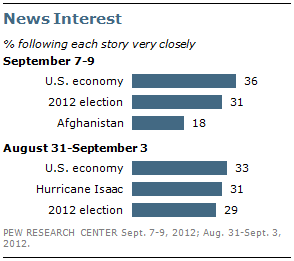 News Interest
% following each story very closely
September 7-9
U.S. economy 36
2012 election 31
Afghanistan 18
August 31-September 3
U.S. economy 33
Hurricane Isaac 31
2012 election 29
PEW RESEARCH CENTER Sept. 7-9, 2012; Aug. 31-Sept. 3,
2012.